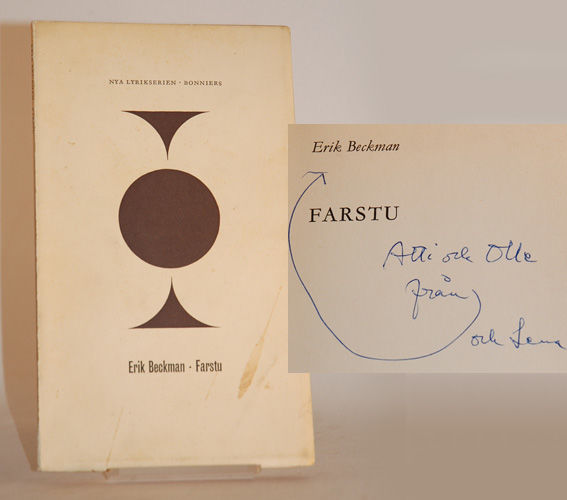 NYA LYRIKSERIEN · BONNIERS
Erik Beckman · Farstu
Erik Beckman
FARSTU
Atti och Olle
från
och Lena